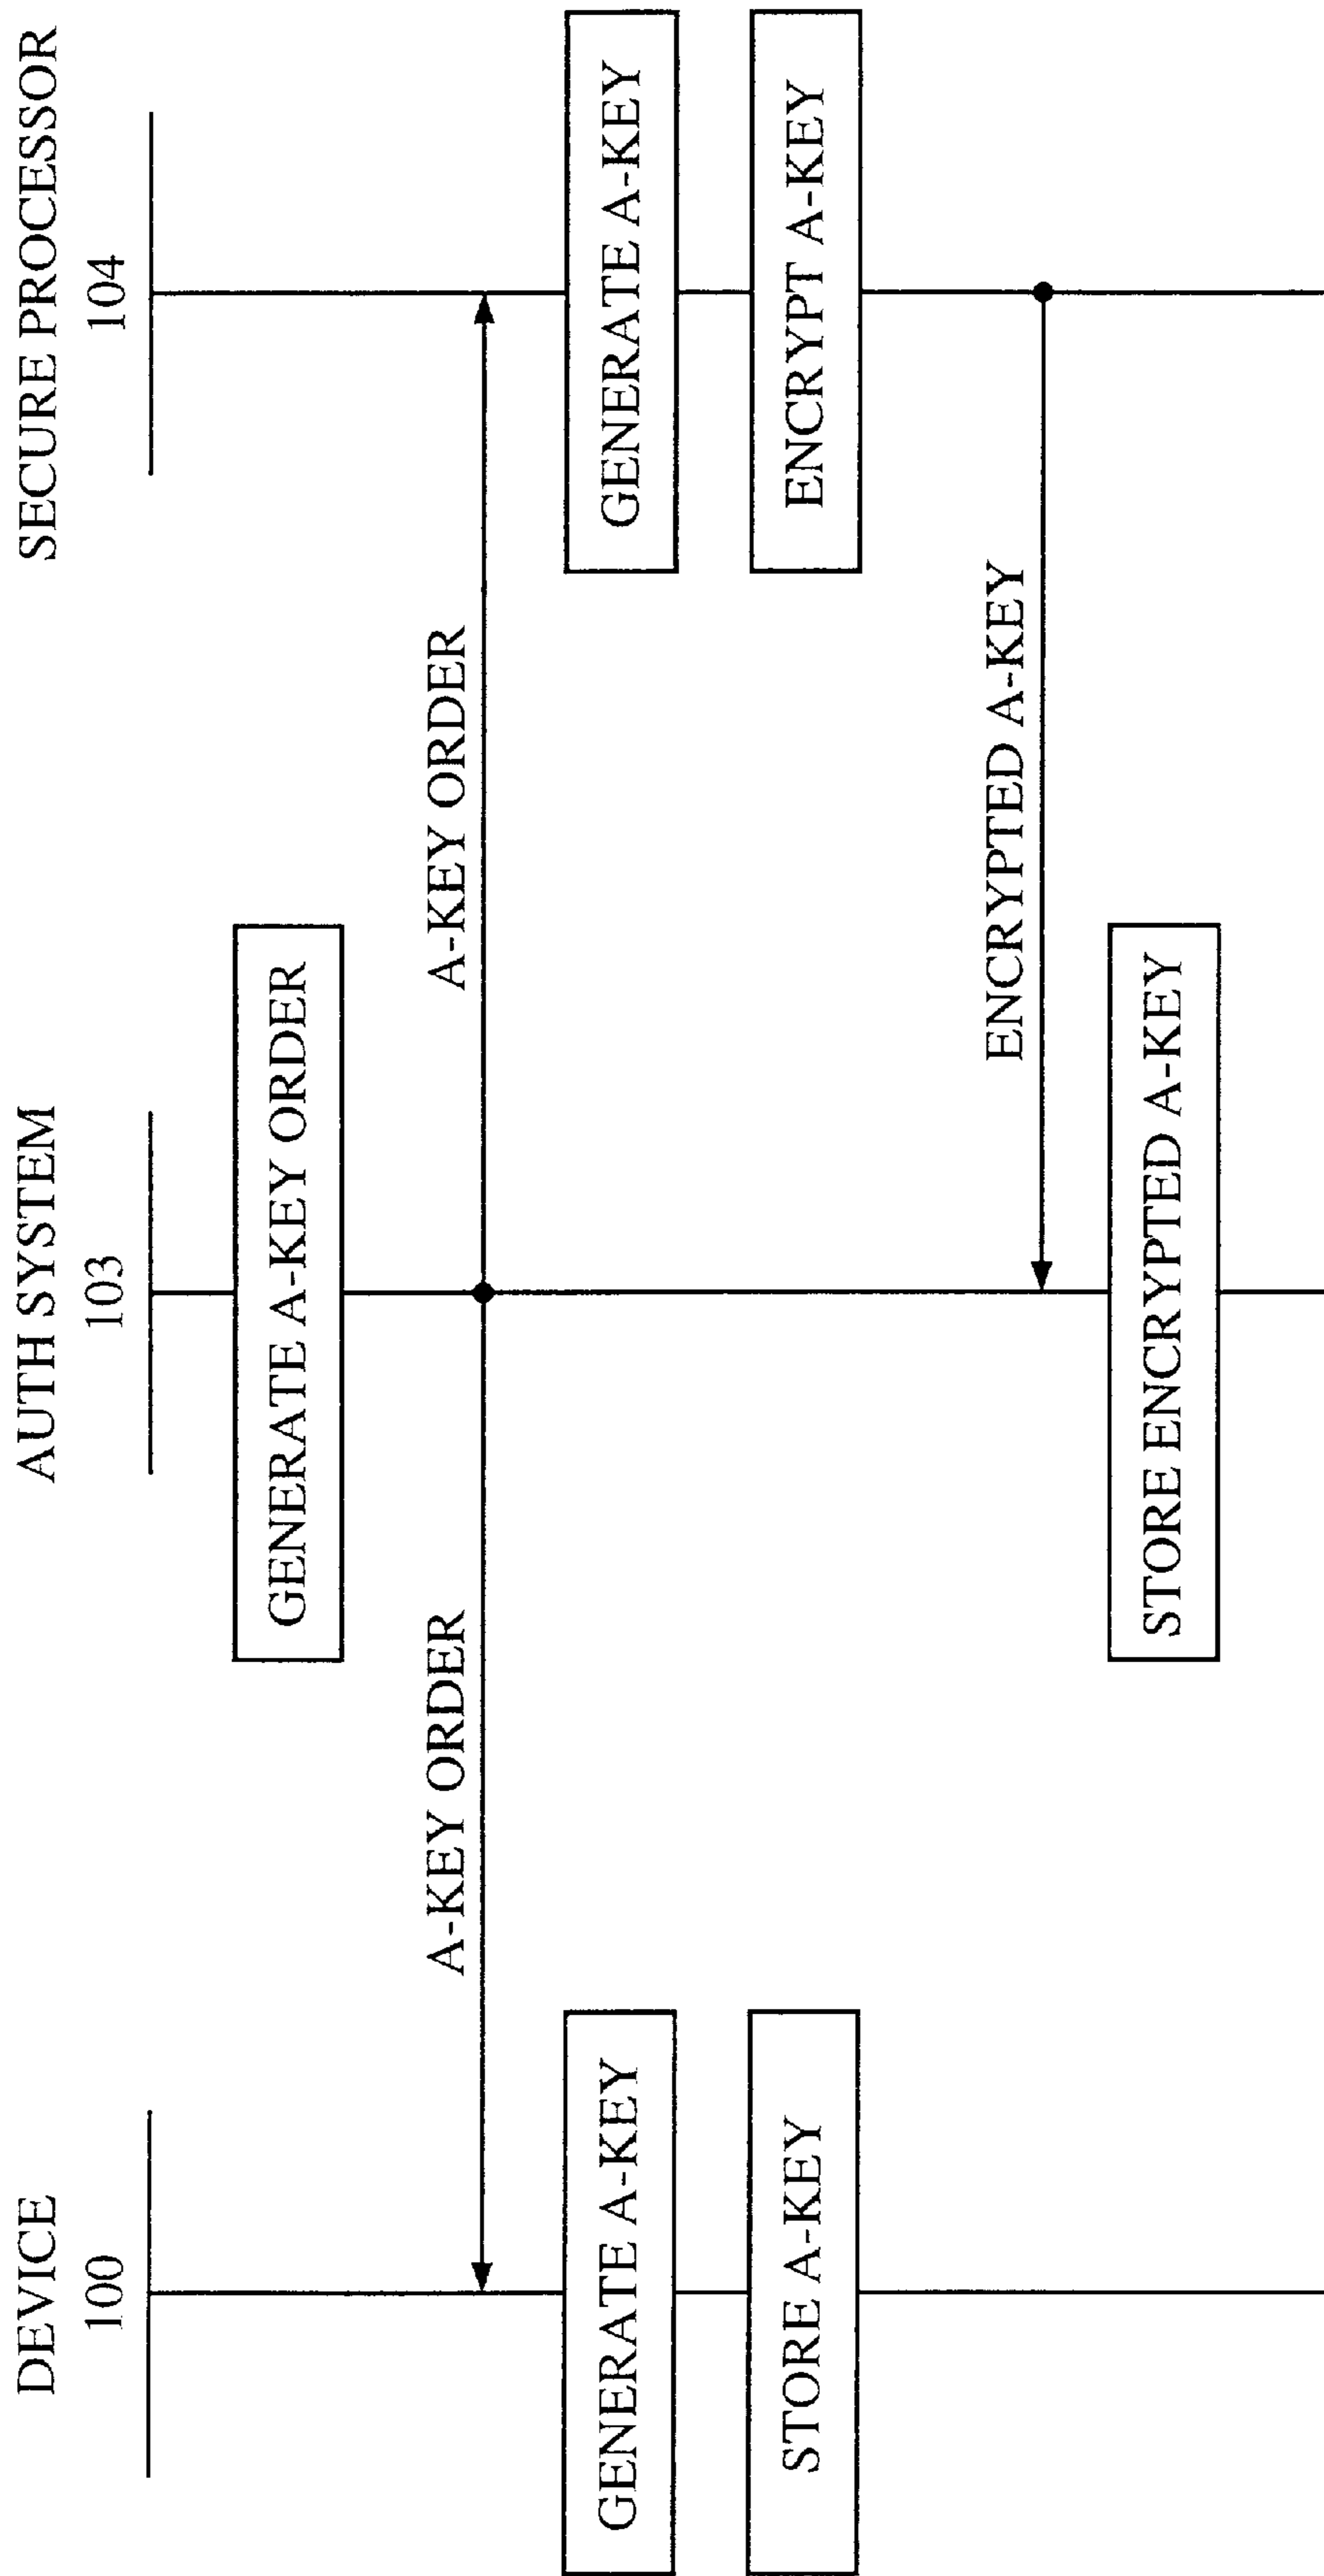 DEVICE
100
AUTH SYSTEM
103
SECURE PROCESSOR
104
GENERATE A-KEY ORDER
A-KEY ORDER
A-KEY ORDER
GENERATE A-KEY
GENERATE A-KEY
STORE A-KEY
ENCRYPT A-KEY
ENCRYPTED A-KEY
STORE ENCRYPTED A-KEY